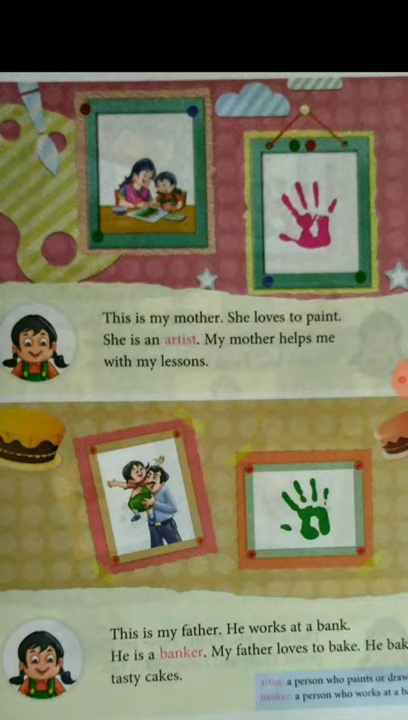 This is my mother. She loves to paint.
She is an artist. My mother helps me
with my lessons.
This is my father. He works at a bank.
He is a banker. My father loves to bake. He bak
tasty cakes.
artist: a person who paints or draw
banker: a person who works at a b